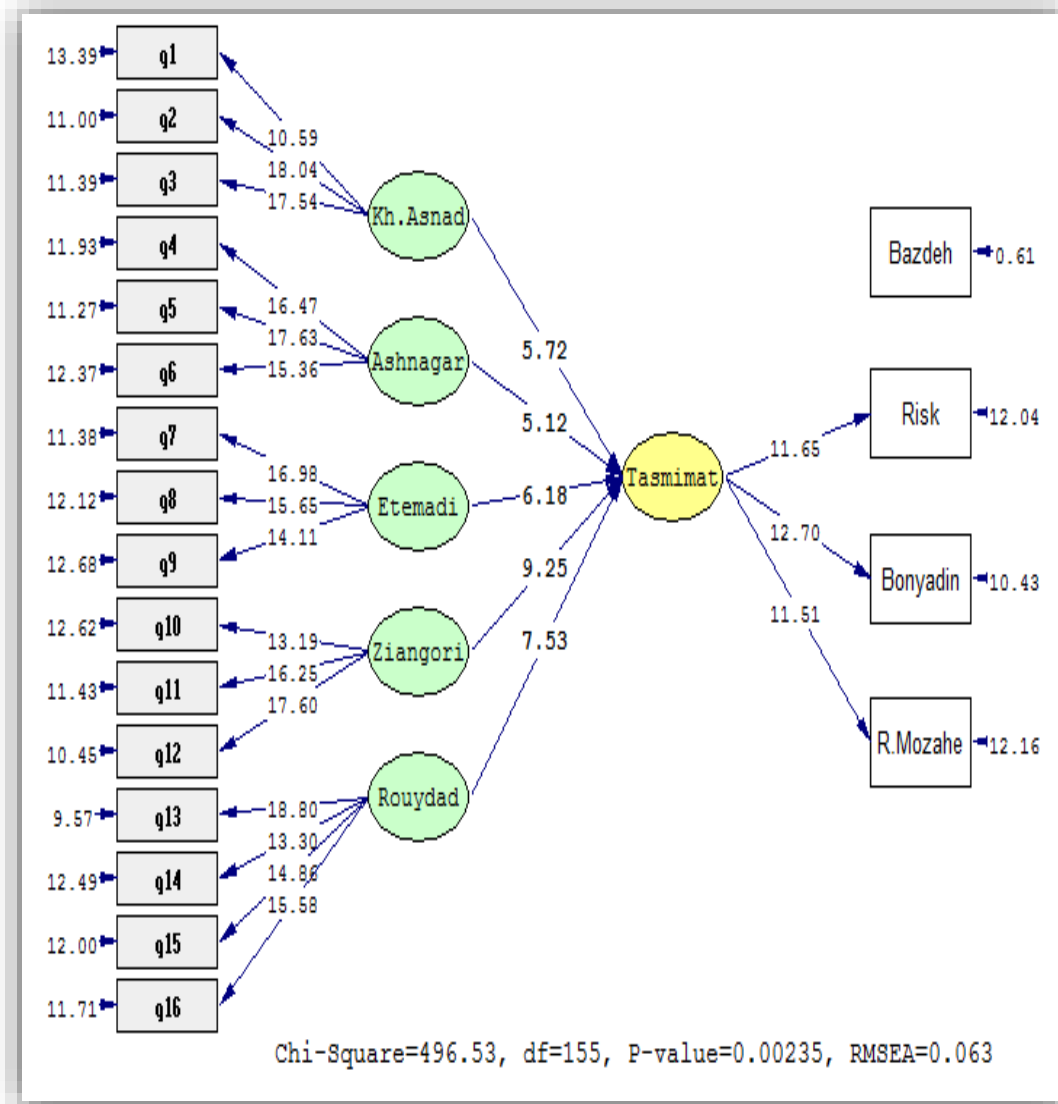 13.39 q1
11.00 q2
11.39 q3
11.93 q4
11.27 q5
12.37 q6
11.38 q7
12.12 q8
12.68 q9
12.62 q10
11.43 q11
10.45 q12
9.57 q13
12.49 q14
12.00 q15
11.71 q16
10.59
18.04
17.54
16.47
17.63
15.36
16.98
15.65
14.11
13.19
16.25
17.60
18.80
13.30
14.86
15.58
Kh.Asnad
Ashnagar
Etemadi
Ziangori
Rouydad
5.72
5.12
6.18
9.25
7.53
Tasmimat
11.65
12.70
11.51
Bazdeh 0.61
Risk 12.04
Bonyadin 10.43
R.Mozahe 12.16
Chi-Square=496.53, df=155, P-value=0.00235, RMSEA=0.063